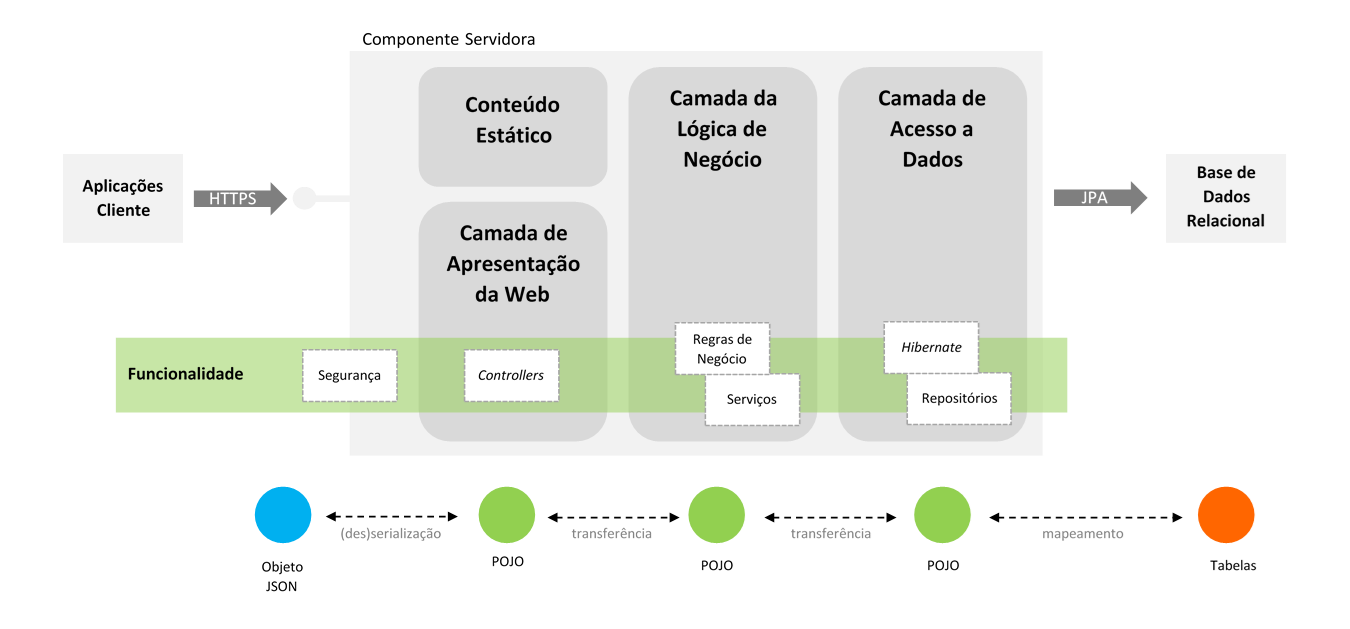 Componente Servidora
Aplicações
Cliente
HTTPS
Conteúdo
Estático
Camada de
Apresentação
da Web
Camada da
Lógica de
Negócio
Camada de
Acesso a
Dados
JPA
Base de
Dados
Relacional
Funcionalidade
Segurança
Controllers
Regras de
Negócio
Serviços
Hibernate
Repositórios
(des)serialização
transferência
transferência
mapeamento
Objeto
JSON
POJO
POJO
POJO
Tabelas